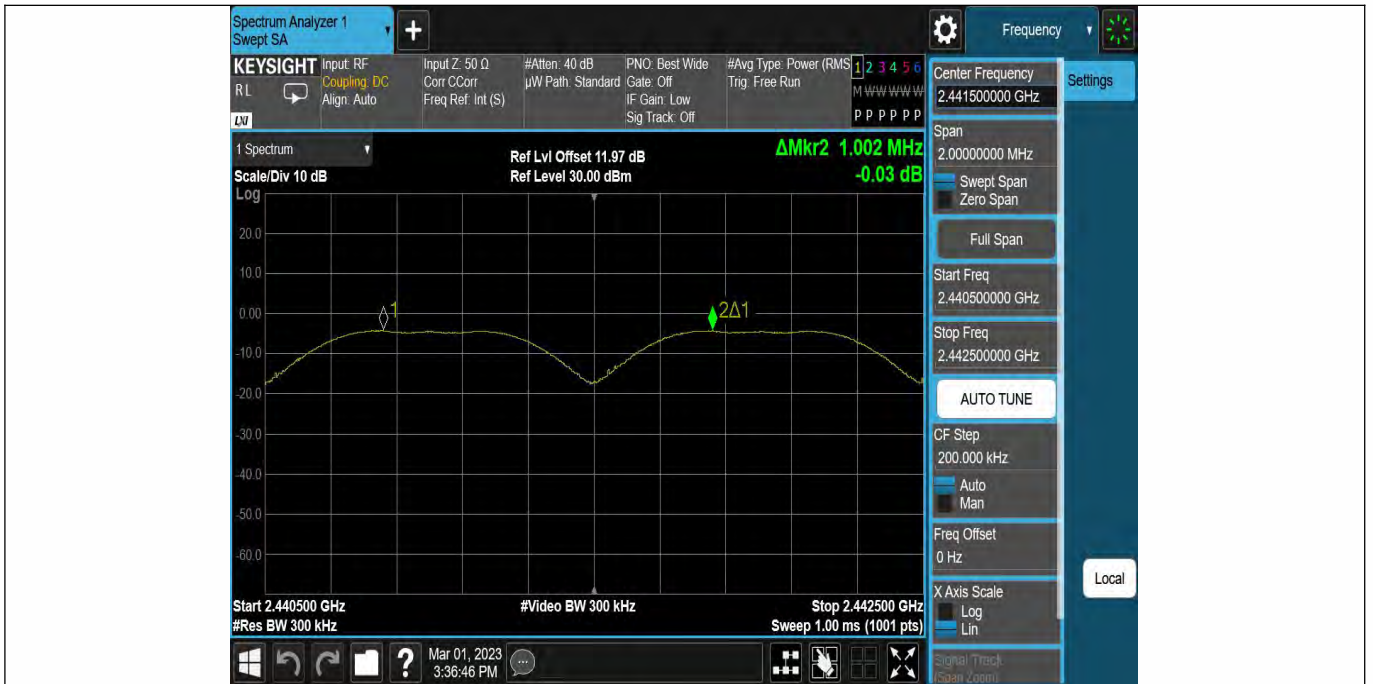 Spectrum Analyzer 1
Swept SA
+
Frequency
KEYSIGHT
RL
LXI
Input: RF
Coupling: DC
Align: Auto
Input Z: 50 Ω
Corr CCorr
Freq Ref: Int (S)
#Atten: 40 dB
µW Path: Standard
PNO: Best Wide
Gate: Off
IF Gain: Low
Sig Track: Off
#Avg Type: Power (RMS
Trig: Free Run
1 2 3 4 5 6
M W W W W W
P P P P P P
1 Spectrum
Scale/Div 10 dB
Log
Ref Lvl Offset 11.97 dB
Ref Level 30.00 dBm
ΔMkr2 1.002 MHz
-0.03 dB
20.0
10.0
0.00
-10.0
-20.0
-30.0
-40.0
-50.0
-60.0
1
2Δ1
Start 2.440500 GHz
#Res BW 300 kHz
#Video BW 300 kHz
Stop 2.442500 GHz
Sweep 1.00 ms (1001 pts)
Center Frequency
2.441500000 GHz
Settings
Span
2.00000000 MHz
Swept Span
Zero Span
Full Span
Start Freq
2.440500000 GHz
Stop Freq
2.442500000 GHz
AUTO TUNE
CF Step
200.000 kHz
Auto
Man
Freq Offset
0 Hz
X Axis Scale
Log
Lin
Signal Track
(Span Zoom)
Local
?
Mar 01, 2023
3:36:46 PM